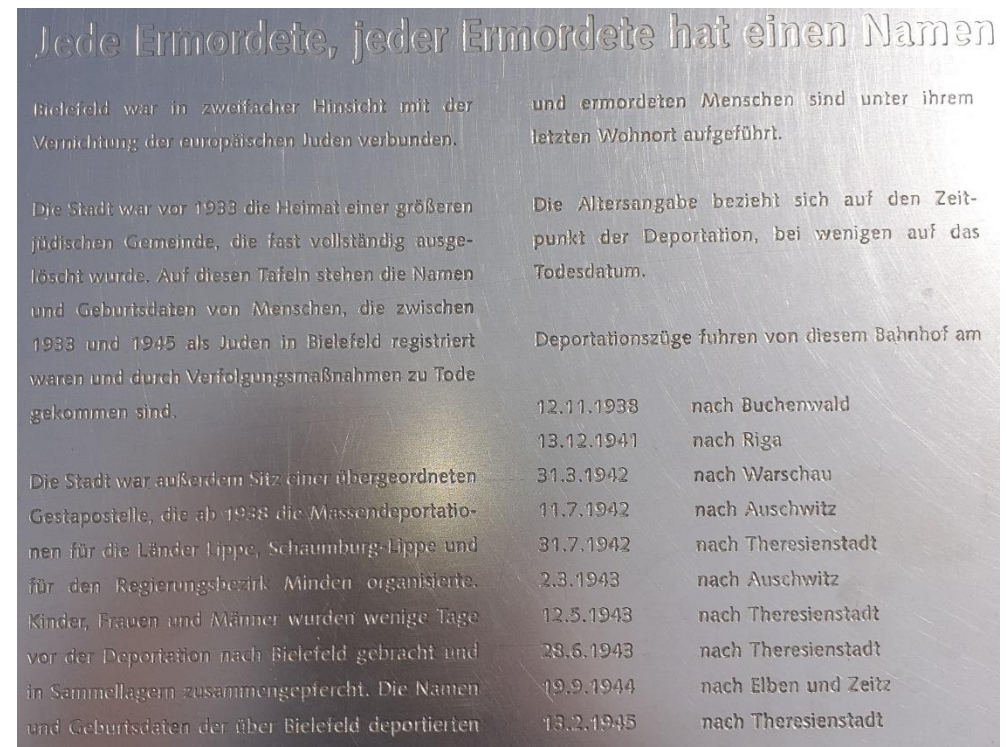 Jede Ermordete, jeder Ermordete hat einen Namen
Bielefeld war in zweifacher Hinsicht mit der
Vernichtung der europäischen Juden verbunden.
Die Stadt war vor 1933 die Heimat einer größeren
jüdischen Gemeinde, die fast vollständig ausge-
löscht wurde. Auf diesen Tafeln stehen die Namen
und Geburtsdaten von Menschen, die zwischen
1933 und 1945 als Juden in Bielefeld registriert
waren und durch Verfolgungsmaßnahmen zu Tode
gekommen sind.
Die Stadt war außerdem Sitz einer übergeordneten
Gestapostelle, die ab 1938 die Massendeportatio-
nen für die Länder Lippe, Schaumburg-Lippe und
für den Regierungsbezirk Minden organisierte.
Kinder, Frauen und Männer wurden wenige Tage
vor der Deportation nach Bielefeld gebracht und
in Sammellagern zusammengepfercht. Die Namen
und Geburtsdaten der über Bielefeld deportierten
und ermordeten Menschen sind unter ihrem
letzten Wohnort aufgeführt.
Die Altersangabe bezieht sich auf den Zeit-
punkt der Deportation, bei wenigen auf das
Todesdatum.
Deportationszüge fuhren von diesem Bahnhof am
12.11.1938 nach Buchenwald
13.12.1941 nach Riga
31.3.1942 nach Warschau
11.7.1942 nach Auschwitz
31.7.1942 nach Theresienstadt
2.3.1943 nach Auschwitz
12.5.1943 nach Theresienstadt
28.6.1943 nach Theresienstadt
19.9.1944 nach Elben und Zeitz
13.2.1945 nach Theresienstadt